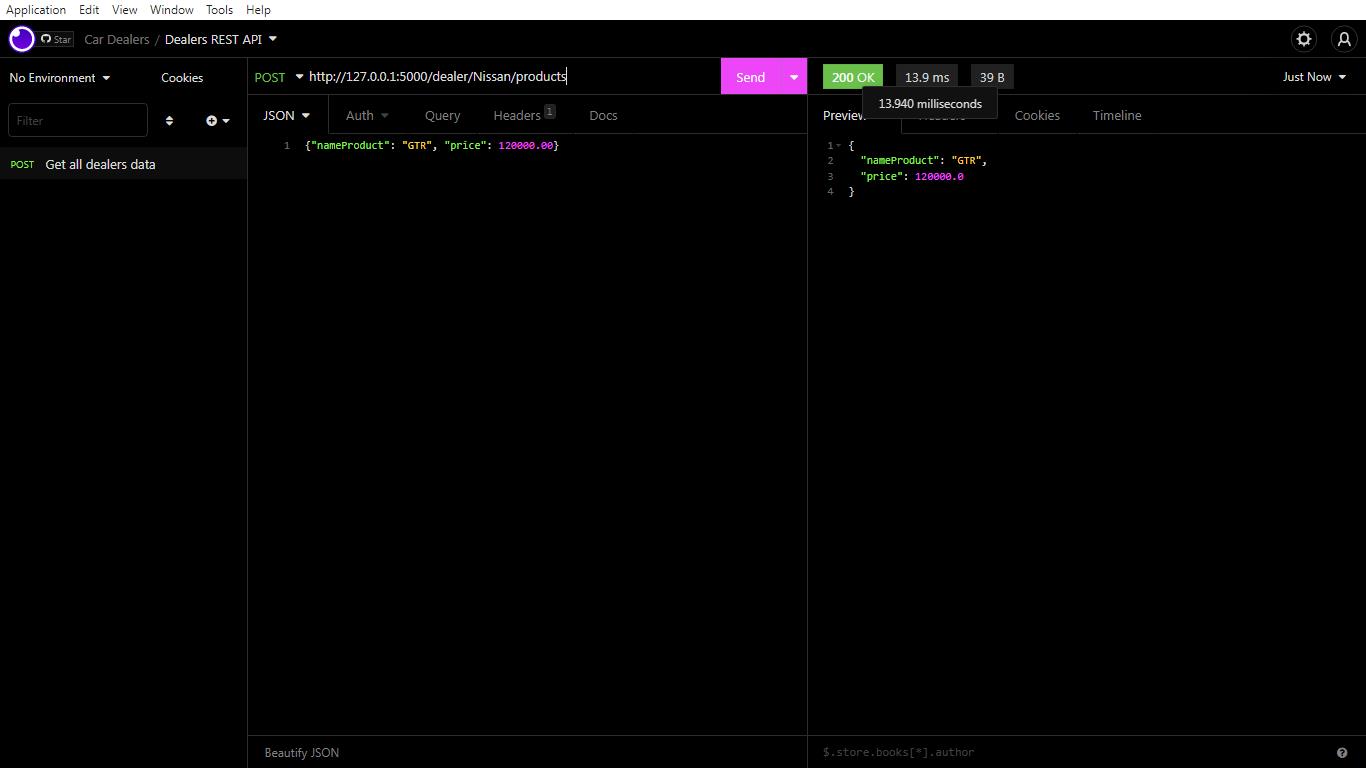 Application Edit View Window Tools Help
Star Car Dealers / Dealers REST API
No Environment Cookies
POST http://127.0.0.1:5000/dealer/Nissan/products Send
200 OK 13.9 ms 39 B Just Now
13.940 milliseconds
Filter
JSON Auth Query Headers 1 Docs
Preview Headers Cookies Timeline
POST Get all dealers data
1 {"nameProduct": "GTR", "price": 120000.00}
1 {
2 "nameProduct": "GTR",
3 "price": 120000.0
4 }
Beautify JSON
$.store.books[*].author